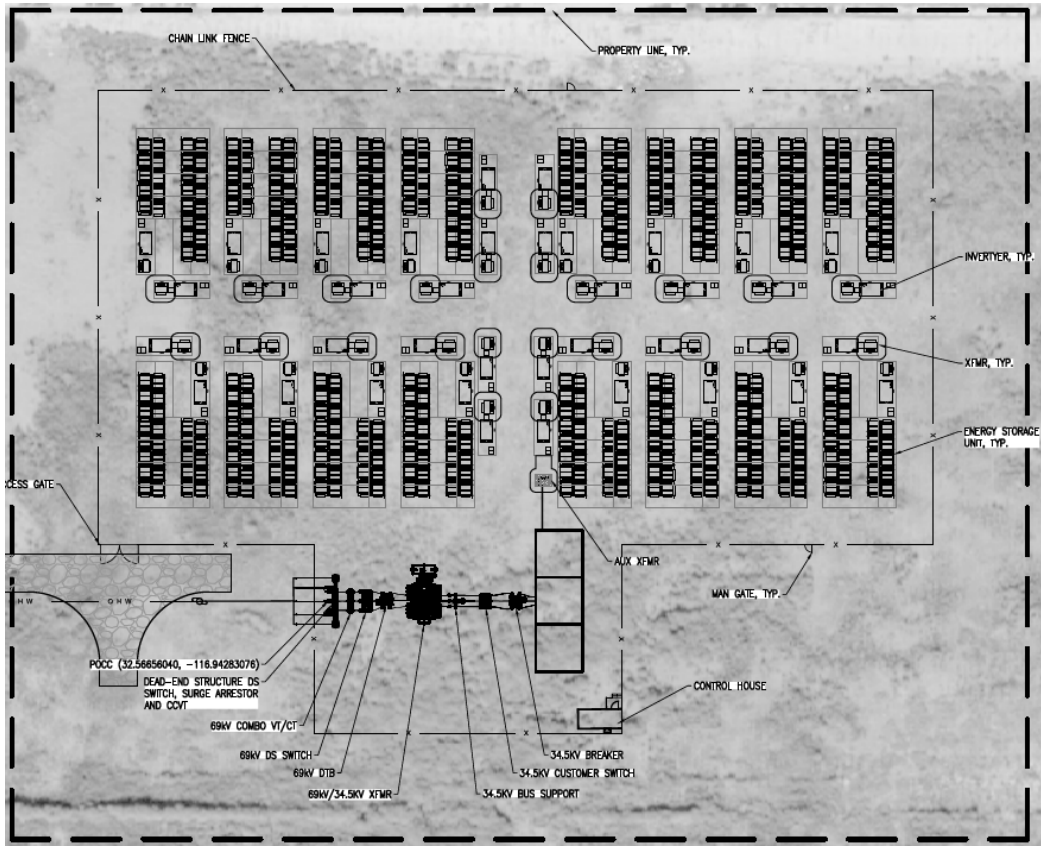 CHAIN LINK FENCE
PROPERTY LINE, TYP.
INVERTYER, TYP.
XFMR, TYP.
ENERGY STORAGE
UNIT, TYP.
CCESS GATE
AUX XFMR
MAN GATE, TYP.
HW
OHW
POCC (32.56656040, -116.94283076)
DEAD-END STRUCTURE DS
SWITCH, SURGE ARRESTOR
AND CCVT
CONTROL HOUSE
69kV COMBO VT/CT
69kV DS SWITCH
34.5KV BREAKER
69kV DTB
34.5KV CUSTOMER SWITCH
69kV/34.5KV XFMR
34.5KV BUS SUPPORT